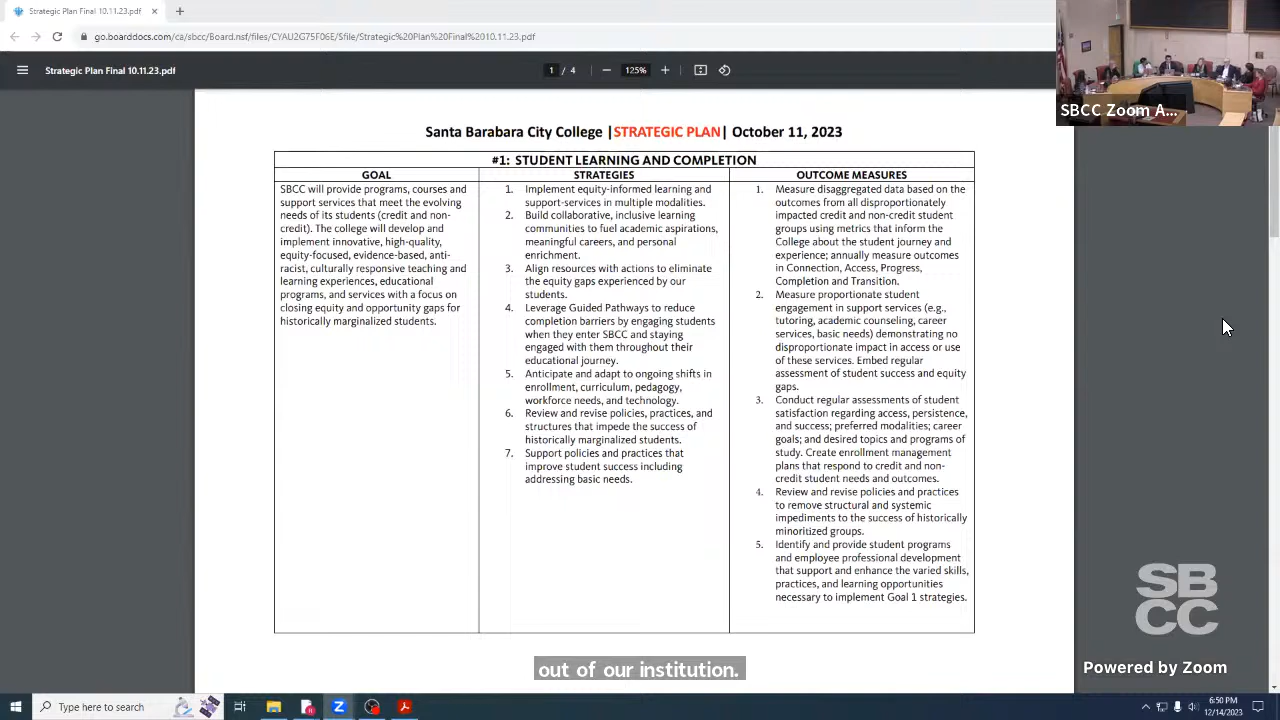 Strategic Plan Final 10.11.23.pdf
go.boarddocs.com/ca/sbcc/Board.nsf/files/CYAU2G75F06E/$file/Strategic%20Plan%20Final%2010.11.23.pdf
Strategic Plan Final 10.11.23.pdf
1 / 4
125%
SBCC Zoom A...
Santa Barabara City College |STRATEGIC PLAN| October 11, 2023
#1: STUDENT LEARNING AND COMPLETION
GOAL
SBCC will provide programs, courses and
support services that meet the evolving
needs of its students (credit and non-
credit). The college will develop and
implement innovative, high-quality,
equity-focused, evidence-based, anti-
racist, culturally responsive teaching and
learning experiences, educational
programs, and services with a focus on
closing equity and opportunity gaps for
historically marginalized students.
STRATEGIES
1. Implement equity-informed learning and
support-services in multiple modalities.
2. Build collaborative, inclusive learning
communities to fuel academic aspirations,
meaningful careers, and personal
enrichment.
3. Align resources with actions to eliminate
the equity gaps experienced by our
students.
4. Leverage Guided Pathways to reduce
completion barriers by engaging students
when they enter SBCC and staying
engaged with them throughout their
educational journey.
5. Anticipate and adapt to ongoing shifts in
enrollment, curriculum, pedagogy,
workforce needs, and technology.
6. Review and revise policies, practices, and
structures that impede the success of
historically marginalized students.
7. Support policies and practices that
improve student success including
addressing basic needs.
OUTCOME MEASURES
1. Measure disaggregated data based on the
outcomes from all disproportionately
impacted credit and non-credit student
groups using metrics that inform the
College about the student journey and
experience; annually measure outcomes
in Connection, Access, Progress,
Completion and Transition.
2. Measure proportionate student
engagement in support services (e.g.,
tutoring, academic counseling, career
services, basic needs) demonstrating no
disproportionate impact in access or use
of these services. Embed regular
assessment of student success and equity
gaps.
3. Conduct regular assessments of student
satisfaction regarding access, persistence,
and success; preferred modalities; career
goals; and desired topics and programs of
study. Create enrollment management
plans that respond to credit and non-
credit student needs and outcomes.
4. Review and revise policies and practices
to remove structural and systemic
impediments to the success of historically
minoritized groups.
5. Identify and provide student programs
and employee professional development
that support and enhance the varied skills,
practices, and learning opportunities
necessary to implement Goal 1 strategies.
SB
CC
Powered by Zoom
out of our institution.
Type here to search
6:50 PM
12/14/2023